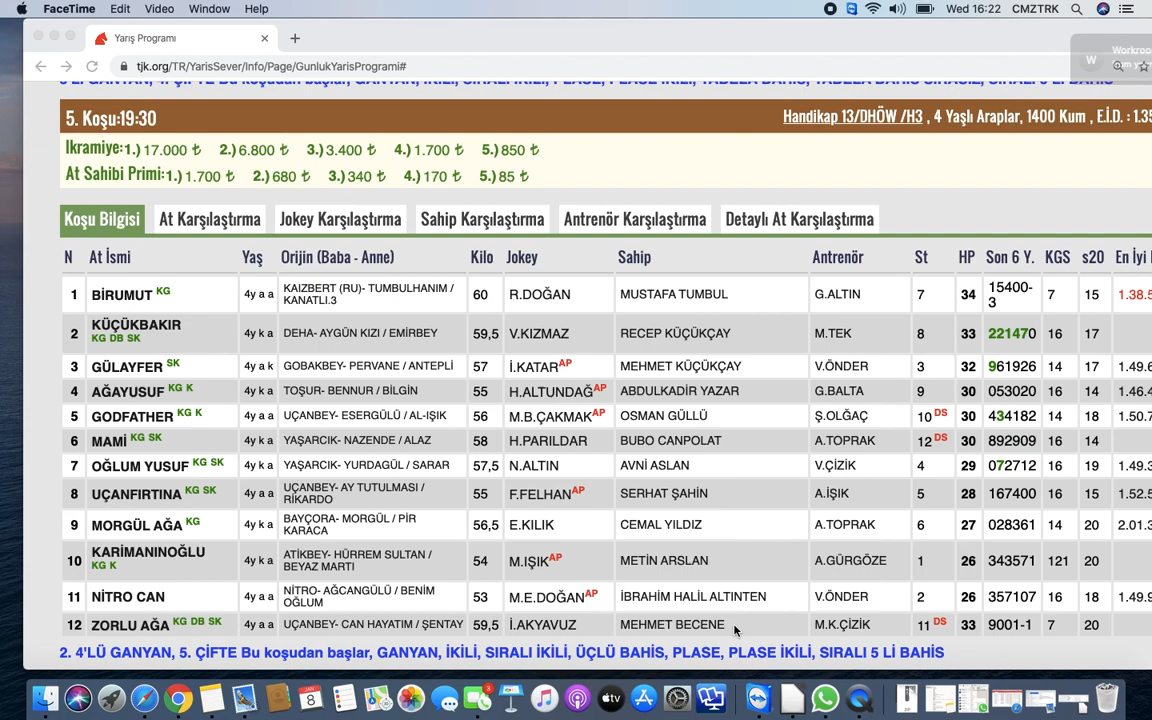 FaceTime Edit Video Window Help Wed 16:22 CMZTRK
Yarış Programı
tjk.org/TR/YarisSever/Info/Page/GunlukYarisProgrami#
W Workroo
5. Koşu:19:30 Handikap 13/DHÖW /H3 , 4 Yaşlı Araplar, 1400 Kum , E.İ.D. : 1.35
İkramiye:1.) 17.000 ₺ 2.) 6.800 ₺ 3.) 3.400 ₺ 4.) 1.700 ₺ 5.) 850 ₺
At Sahibi Primi:1.) 1.700 ₺ 2.) 680 ₺ 3.) 340 ₺ 4.) 170 ₺ 5.) 85 ₺
Koşu Bilgisi At Karşılaştırma Jokey Karşılaştırma Sahip Karşılaştırma Antrenör Karşılaştırma Detaylı At Karşılaştırma
N At İsmi Yaş Orijin (Baba - Anne) Kilo Jokey Sahip Antrenör St HP Son 6 Y. KGS s20 En İyi
1 BİRUMUT KG 4y a a KAIZBERT (RU)- TUMBULHANIM / KANATLI.3 60 R.DOĞAN MUSTAFA TUMBUL G.ALTIN 7 34 15400-3 7 15 1.38.5
2 KÜÇÜKBAKIR KG DB SK 4y k a DEHA- AYGÜN KIZI / EMİRBEY 59,5 V.KIZMAZ RECEP KÜÇÜKÇAY M.TEK 8 33 221470 16 17
3 GÜLAYFER SK 4y a k GOBAKBEY- PERVANE / ANTEPLİ 57 İ.KATAR AP MEHMET KÜÇÜKÇAY V.ÖNDER 3 32 961926 14 17 1.49.6
4 AĞAYUSUF KG K 4y k a TOŞUR- BENNUR / BİLGİN 55 H.ALTUNDAĞ AP ABDULKADİR YAZAR G.BALTA 9 30 053020 16 14 1.46.4
5 GODFATHER KG K 4y a a UÇANBEY- ESERGÜLÜ / AL-IŞIK 56 M.B.ÇAKMAK AP OSMAN GÜLLÜ Ş.OLĞAÇ 10 DS 30 434182 14 18 1.50.7
6 MAMİ KG SK 4y k a YAŞARCIK- NAZENDE / ALAZ 58 H.PARILDAR BUBO CANPOLAT A.TOPRAK 12 DS 30 892909 16 14
7 OĞLUM YUSUF KG SK 4y k a YAŞARCIK- YURDAGÜL / SARAR 57,5 N.ALTIN AVNİ ASLAN V.ÇİZİK 4 29 072712 16 19 1.49.3
8 UÇANFIRTINA KG SK 4y a a UÇANBEY- AY TUTULMASI / RİKARDO 55 F.FELHAN AP SERHAT ŞAHİN A.IŞIK 5 28 167400 16 15 1.52.5
9 MORGÜL AĞA KG 4y k a BAYÇORA- MORGÜL / PİR KARACA 56,5 E.KILIK CEMAL YILDIZ A.TOPRAK 6 27 028361 14 20 2.01.3
10 KARİMANINOĞLU KG K 4y k a ATİKBEY- HÜRREM SULTAN / BEYAZ MARTI 54 M.IŞIK AP METİN ARSLAN A.GÜRGÖZE 1 26 343571 121 20
11 NİTRO CAN 4y a a NİTRO- AĞCANGÜLÜ / BENİM OĞLUM 53 M.E.DOĞAN AP İBRAHİM HALİL ALTINTEN V.ÖNDER 2 26 357107 16 18 1.49.9
12 ZORLU AĞA KG DB SK 4y a a UÇANBEY- CAN HAYATIM / ŞENTAY 59,5 İ.AKYAVUZ MEHMET BECENE M.K.ÇİZİK 11 DS 33 9001-1 7 20
2. 4'LÜ GANYAN, 5. ÇİFTE Bu koşudan başlar, GANYAN, İKİLİ, SIRALI İKİLİ, ÜÇLÜ BAHİS, PLASE, PLASE İKİLİ, SIRALI 5 Lİ BAHİS